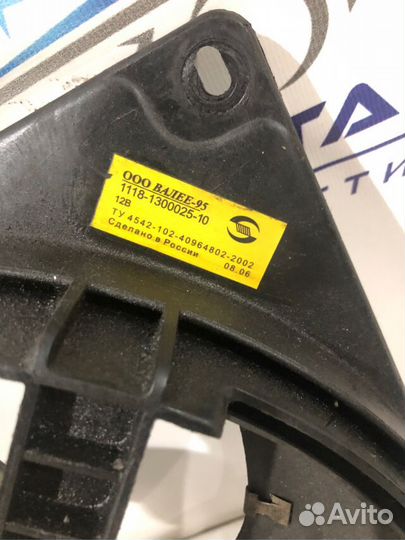 ООО ВАЛЕЕ-95
1118-1300025-10
12В
ТУ 4542-102-40964802-2002
Сделано в России
08.06
Avito